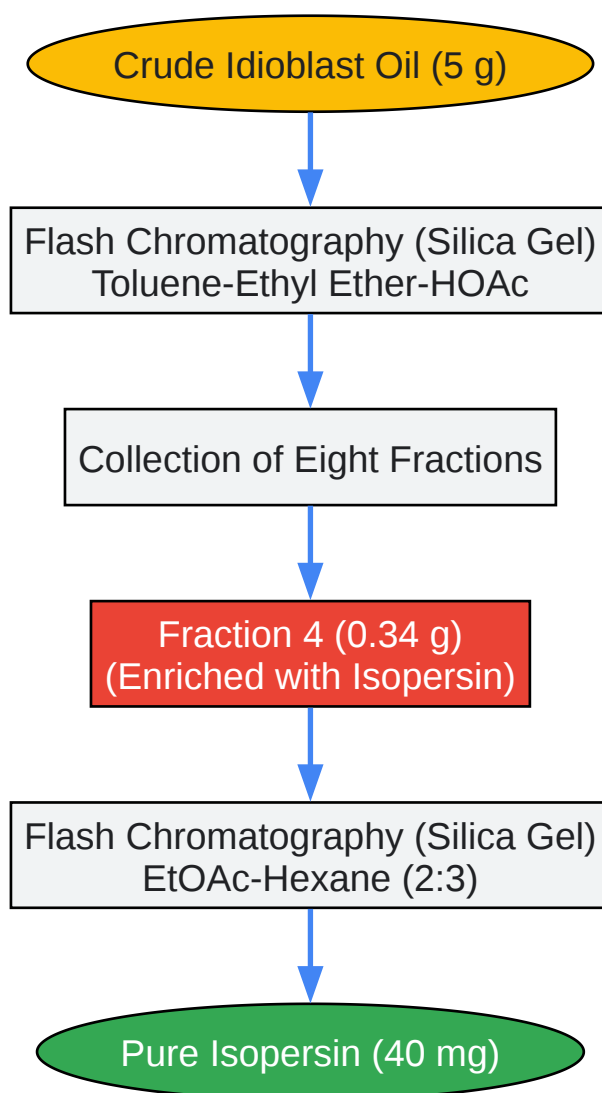 Crude Idioblast Oil (5 g)
Flash Chromatography (Silica Gel)
Toluene-Ethyl Ether-HOAc
Collection of Eight Fractions
Fraction 4 (0.34 g)
(Enriched with Isopersin)
Flash Chromatography (Silica Gel)
EtOAc-Hexane (2:3)
Pure Isopersin (40 mg)